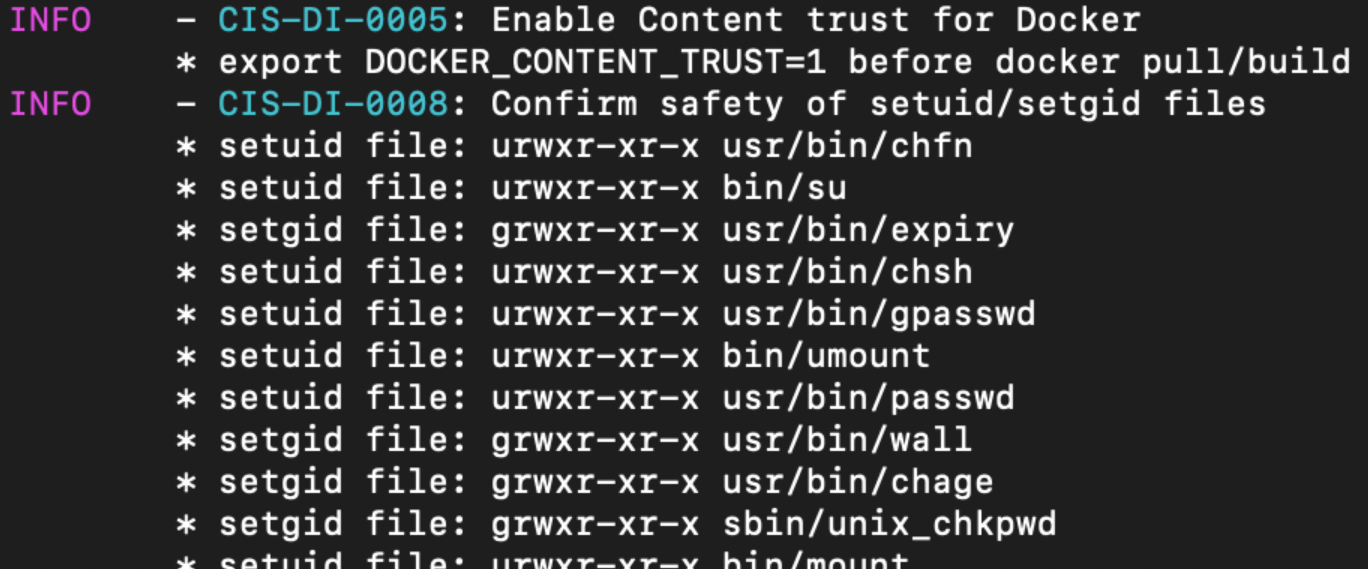 INFO - CIS-DI-0005: Enable Content trust for Docker
* export DOCKER_CONTENT_TRUST=1 before docker pull/build
INFO - CIS-DI-0008: Confirm safety of setuid/setgid files
* setuid file: urwxr-xr-x usr/bin/chfn
* setuid file: urwxr-xr-x bin/su
* setgid file: grwxr-xr-x usr/bin/expiry
* setuid file: urwxr-xr-x usr/bin/chsh
* setuid file: urwxr-xr-x usr/bin/gpasswd
* setuid file: urwxr-xr-x bin/umount
* setuid file: urwxr-xr-x usr/bin/passwd
* setgid file: grwxr-xr-x usr/bin/wall
* setgid file: grwxr-xr-x usr/bin/chage
* setgid file: grwxr-xr-x sbin/unix_chkpwd
* setuid file: urwxr-xr-x bin/mount